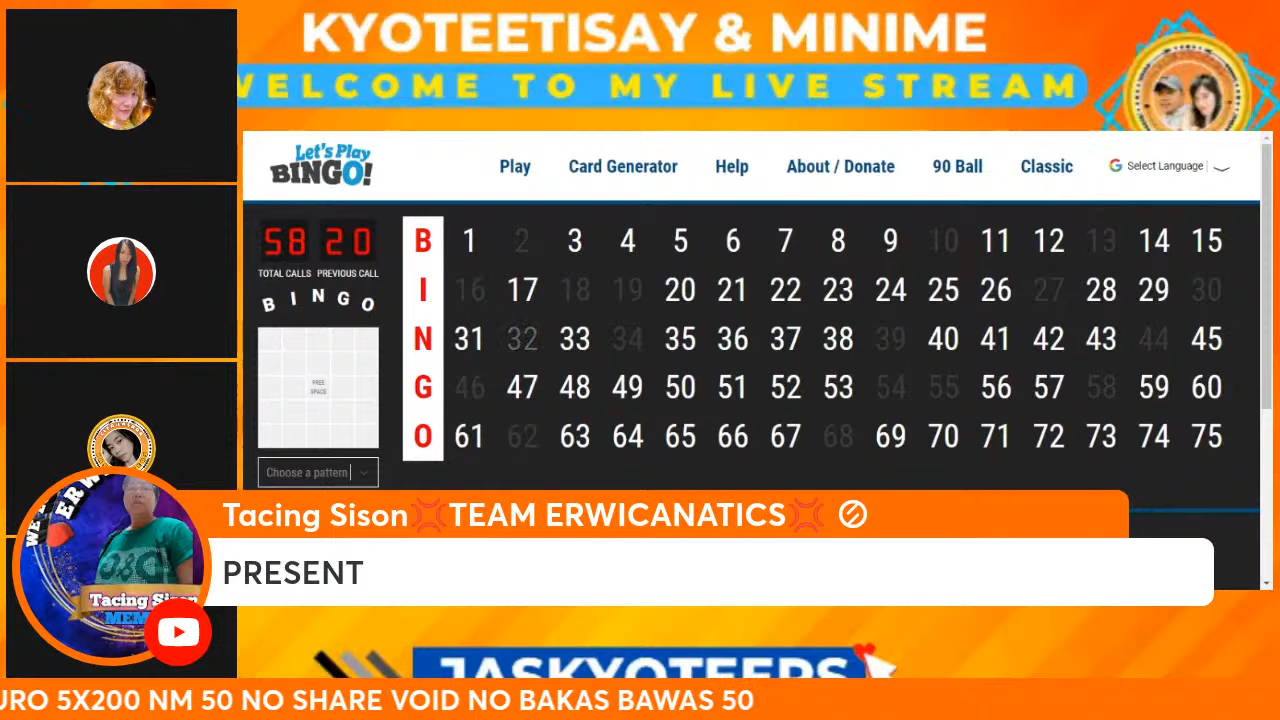 KYOTEETISAY & MINIME
WELCOME TO MY LIVE STREAM
Let's Play
BINGO!
Play Card Generator Help About / Donate 90 Ball Classic Select Language
58 20
TOTAL CALLS PREVIOUS CALL
B I N G O
FREE
SPACE
Choose a pattern
B 1 2 3 4 5 6 7 8 9 10 11 12 13 14 15
I 16 17 18 19 20 21 22 23 24 25 26 27 28 29 30
N 31 32 33 34 35 36 37 38 39 40 41 42 43 44 45
G 46 47 48 49 50 51 52 53 54 55 56 57 58 59 60
O 61 62 63 64 65 66 67 68 69 70 71 72 73 74 75
Tacing Sison💢TEAM ERWICANATICS💢
PRESENT
Tacing Sison
JASKYOTEERS
URO 5X200 NM 50 NO SHARE VOID NO BAKAS BAWAS 50